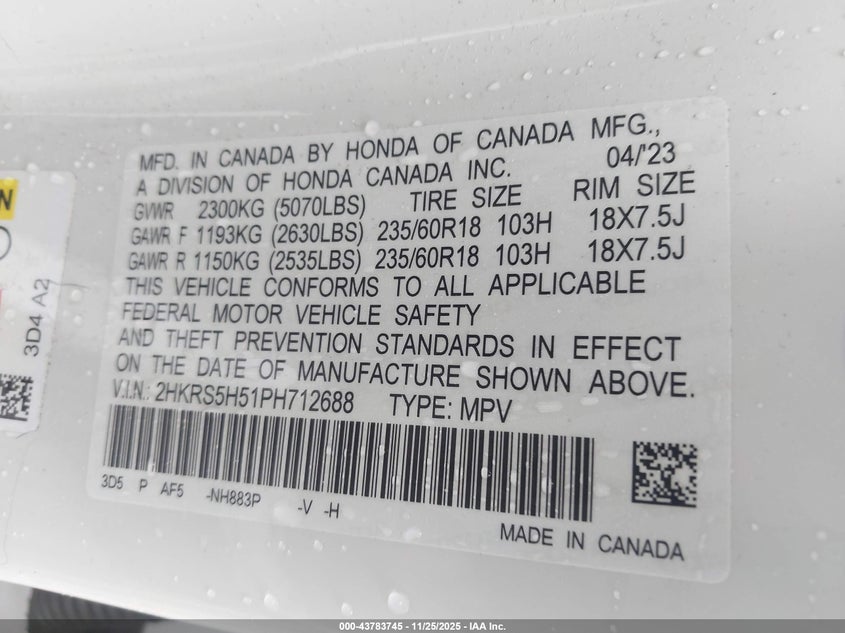 MFD. IN CANADA BY HONDA OF CANADA MFG.,
A DIVISION OF HONDA CANADA INC. 04/'23
GVWR 2300KG (5070LBS) TIRE SIZE RIM SIZE
GAWR F 1193KG (2630LBS) 235/60R18 103H 18X7.5J
GAWR R 1150KG (2535LBS) 235/60R18 103H 18X7.5J
THIS VEHICLE CONFORMS TO ALL APPLICABLE
FEDERAL MOTOR VEHICLE SAFETY
AND THEFT PREVENTION STANDARDS IN EFFECT
ON THE DATE OF MANUFACTURE SHOWN ABOVE.
V.I.N.: 2HKRS5H51PH712688 TYPE: MPV
3D5 P AF5 -NH883P -V -H
MADE IN CANADA
3D4 A2
000-43783745 - 11/25/2025 - IAA Inc.